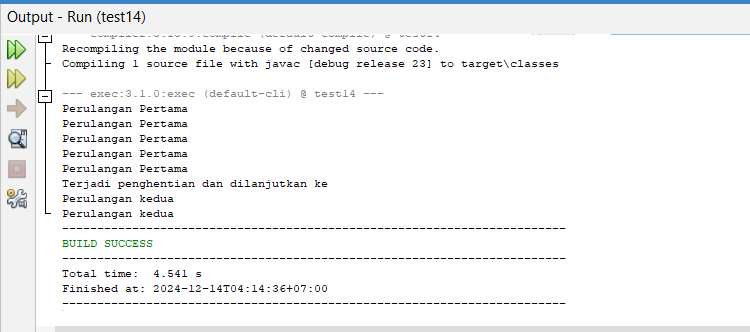 Output - Run (test14)
Recompiling the module because of changed source code.
Compiling 1 source file with javac [debug release 23] to target\classes
--- exec:3.1.0:exec (default-cli) @ test14 ---
Perulangan Pertama
Perulangan Pertama
Perulangan Pertama
Perulangan Pertama
Perulangan Pertama
Terjadi penghentian dan dilanjutkan ke
Perulangan kedua
Perulangan kedua
------------------------------------------------------------------------
BUILD SUCCESS
------------------------------------------------------------------------
Total time:  4.541 s
Finished at: 2024-12-14T04:14:36+07:00
------------------------------------------------------------------------